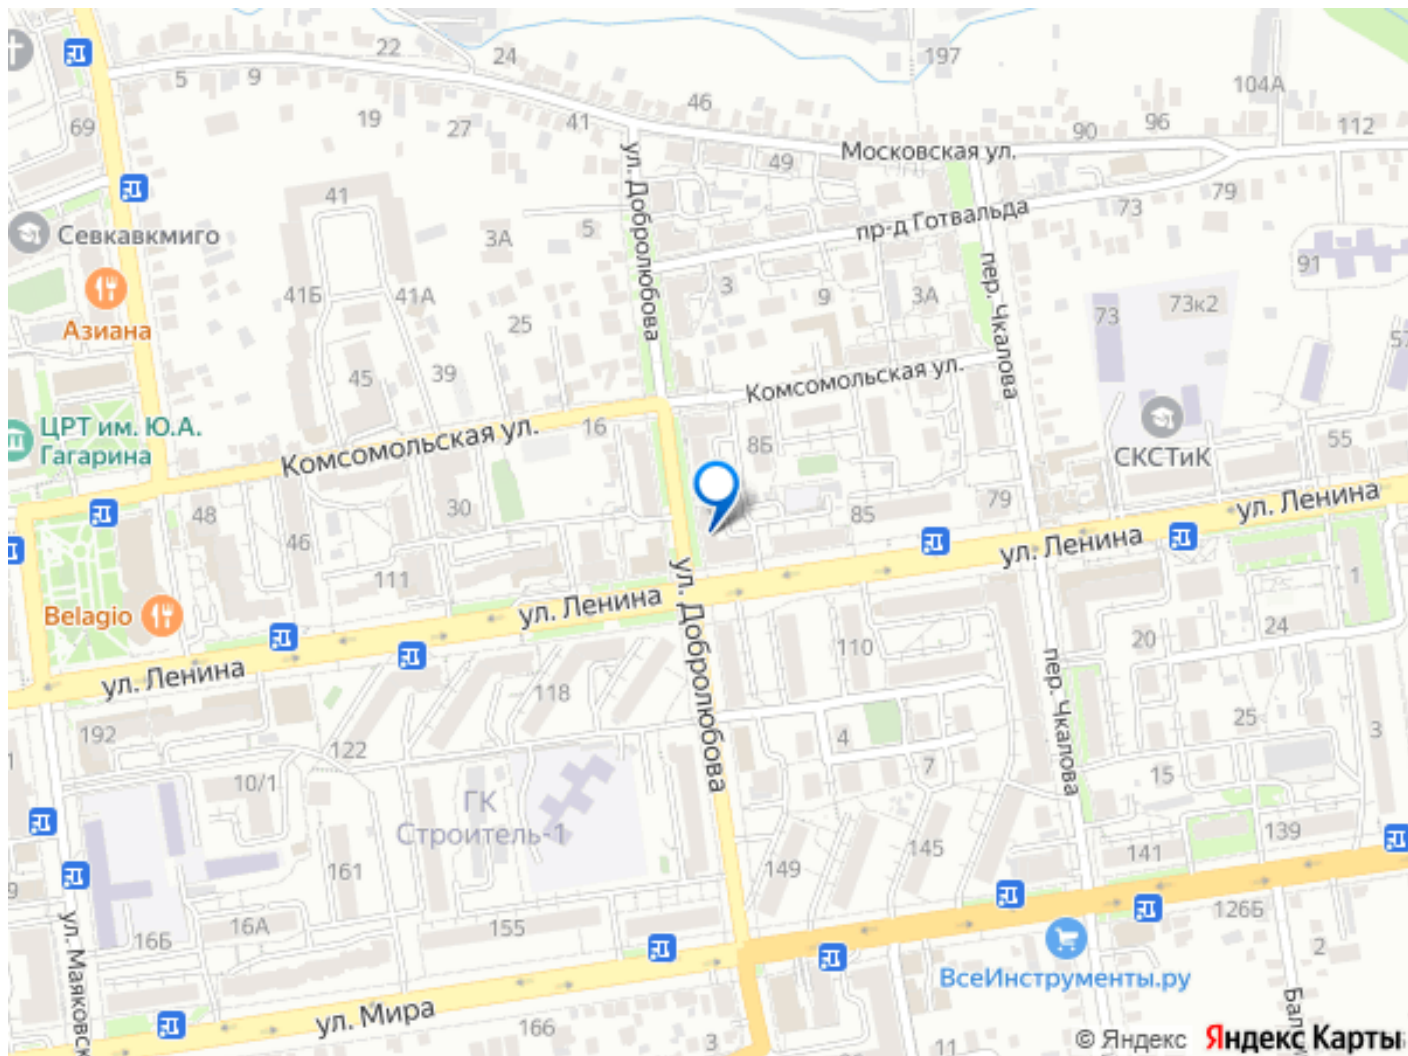 22
24
197
5
9
104А
69
19
27
41
46
49
Московская ул.
90
96
112
ул. Добролюбова
41
5
3А
пр-д Готвальда
73
79
Севкавкмиго
пер. Чкалова
91
41Б
41А
25
3
9
3А
73
73к2
57
Азиана
45
39
Комсомольская ул.
ЦРТ им. Ю.А.
Гагарина
Комсомольская ул.
16
8Б
СКСТиК
55
48
46
30
85
79
ул. Ленина
ул. Ленина
111
ул. Добролюбова
1
Belagio
ул. Ленина
110
20
24
ул. Ленина
118
пер. Чкалова
192
122
4
25
3
1
10/1
7
15
ГК
Строитель-1
161
149
145
141
139
9
16Б
16А
155
126Б
2
ул. Маяковск
ВсеИнструменты.ру
ул. Мира
166
3
11
Бал
© Яндекс Яндекс Карты